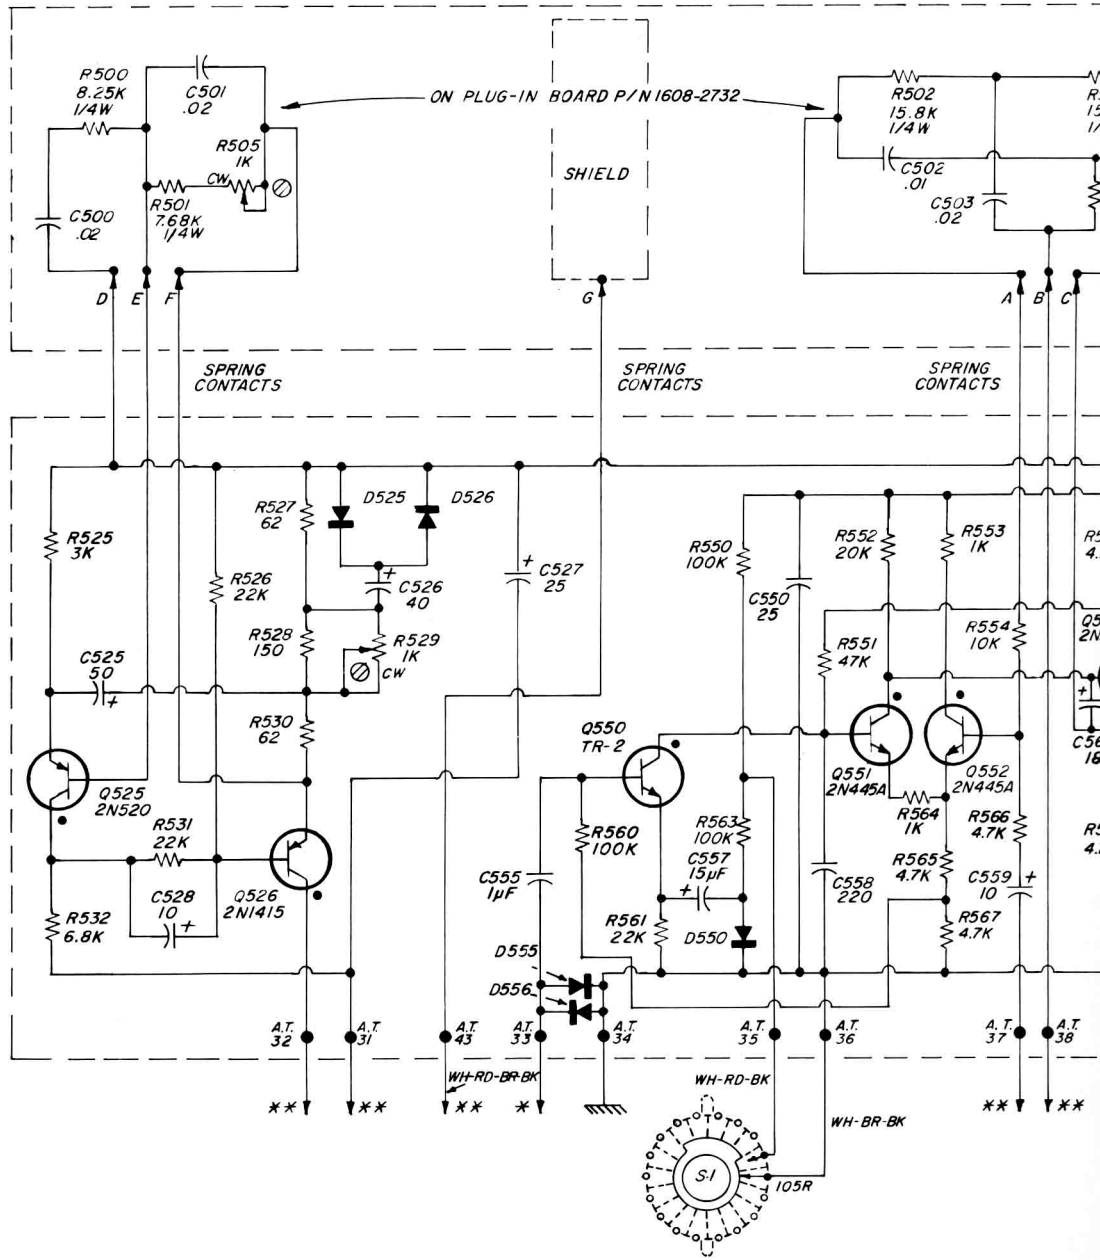 R500
8.25K
1/4W
C501
.02
ON PLUG-IN BOARD P/N 1608-2732
R502
15.8K
1/4W
R505
1K
CW
SHIELD
C502
.01
R501
7.68K
1/4W
C500
.02
C503
.02
D
E
F
G
A
B
C
SPRING
CONTACTS
SPRING
CONTACTS
SPRING
CONTACTS
R525
3K
R527
62
D525
D526
R526
22K
C526
40
+
C527
25
+
R550
100K
C550
25
R552
20K
R553
1K
R528
150
R529
1K
CW
R551
47K
R554
10K
C525
50
+
R530
62
Q550
TR-2
Q525
2N520
Q551
2N445A
Q552
2N445A
+
R564
1K
R531
22K
R560
100K
R563
100K
R566
4.7K
C528
10
+
Q526
2N1415
C555
1µF
C557
15µF
+
C558
220
R565
4.7K
C559
10
+
R532
6.8K
R561
22K
D550
R567
4.7K
D555
D556
A.T.
32
A.T.
31
A.T.
43
A.T.
33
A.T.
34
A.T.
35
A.T.
36
A.T.
37
A.T.
38
WH-RD-BR-BK
WH-RD-BK
WH-BR-BK
**
**
**
*
**
**
S-1
105R